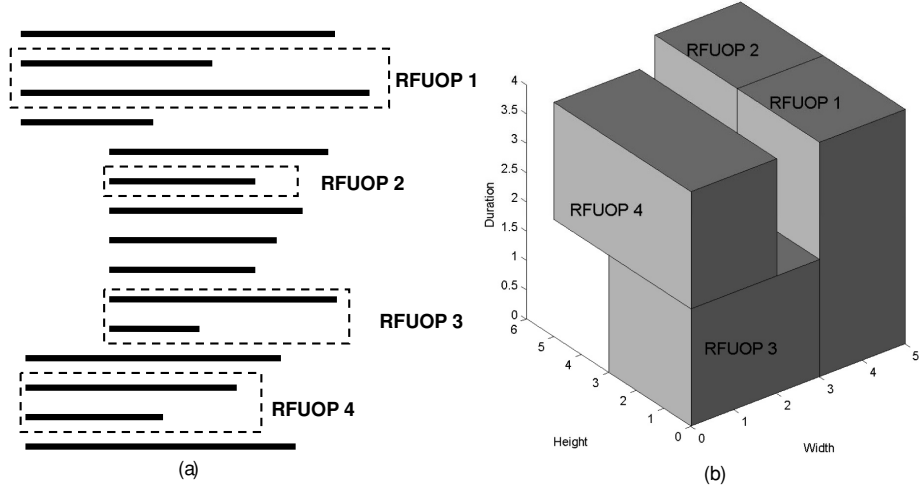 RFUOP 1
RFUOP 2
RFUOP 3
RFUOP 4
(a)
RFUOP 2
RFUOP 1
RFUOP 4
RFUOP 3
Duration
4
3.5
3
2.5
2
1.5
1
0.5
0
6
5
4
3
2
1
0
Height
0
1
2
3
4
5
Width
(b)